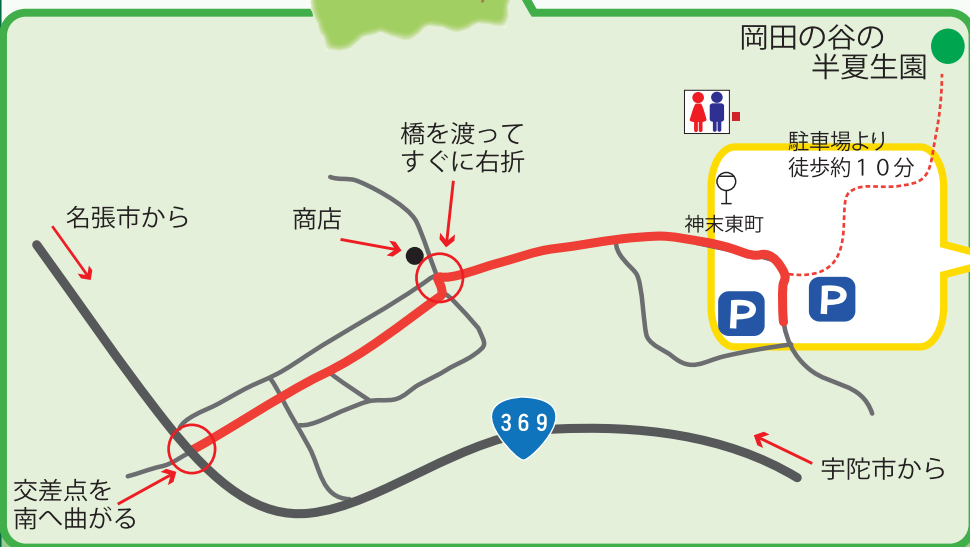 岡田の谷の
半夏生園
橋を渡って
すぐに右折
駐車場より
徒歩約１０分
名張市から
商店
神末東町
P
P
369
宇陀市から
交差点を
南へ曲がる